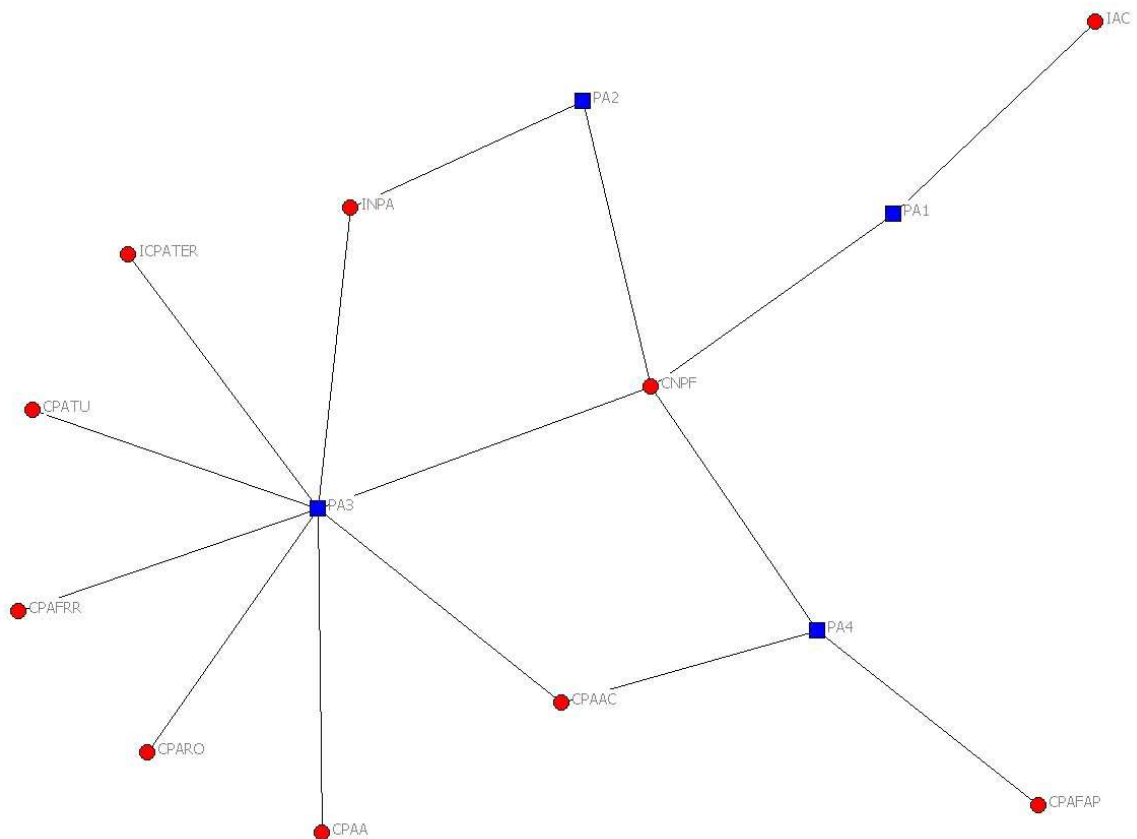 IAC
PA2
INPA
PA1
ICPATER
CNPF
CPATU
PA3
CPAFRR
PA4
CPAAC
CPARO
CPAFAP
CPAA